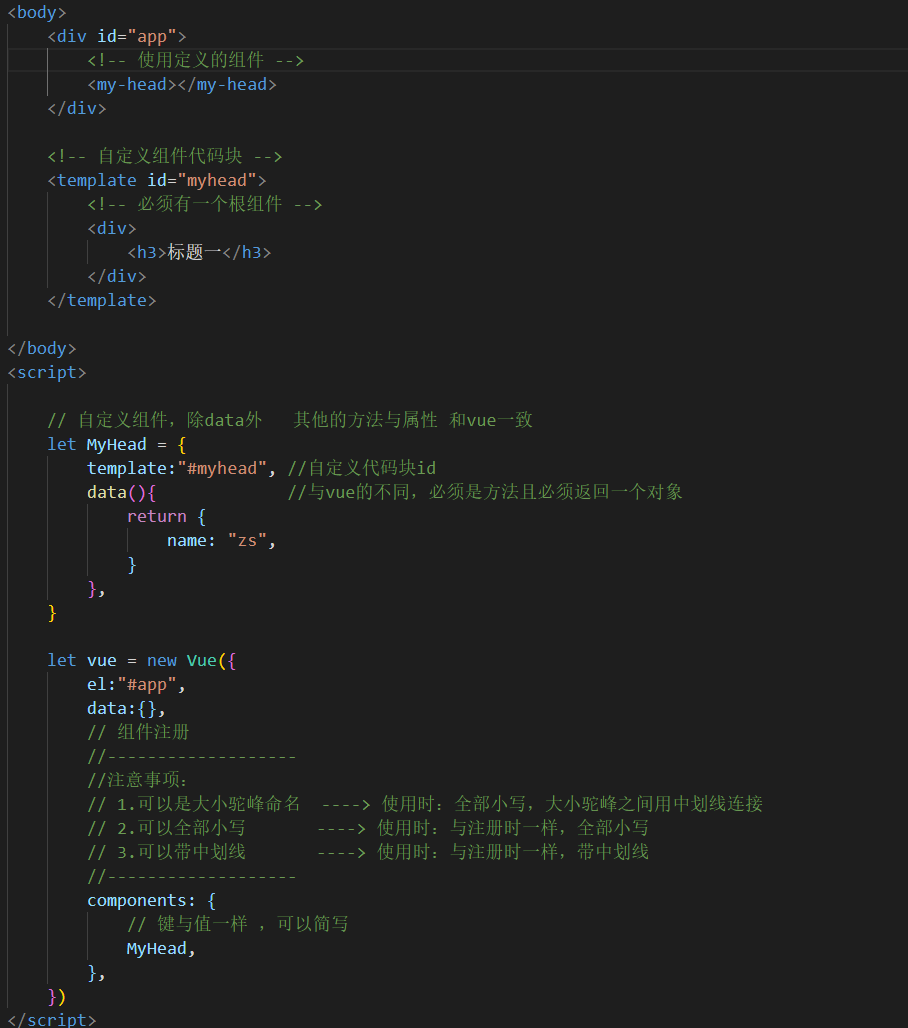 <body>
<div id="app">
<!-- 使用定义的组件 -->
<my-head></my-head>
</div>
<!-- 自定义组件代码块 -->
<template id="myhead">
<!-- 必须有一个根组件 -->
<div>
<h3>标题一</h3>
</div>
</template>
</body>
<script>
// 自定义组件，除data外   其他的方法与属性 和vue一致
let MyHead = {
template:"#myhead", //自定义代码块id
data(){             //与vue的不同，必须是方法且必须返回一个对象
return {
name: "zs",
}
},
}
let vue = new Vue({
el:"#app",
data:{},
// 组件注册
//-------------------
//注意事项：
// 1.可以是大小驼峰命名  ----> 使用时：全部小写，大小驼峰之间用中划线连接
// 2.可以全部小写       ----> 使用时：与注册时一样，全部小写
// 3.可以带中划线       ----> 使用时：与注册时一样，带中划线
//-------------------
components: {
// 键与值一样 ，可以简写
MyHead,
},
})
</script>